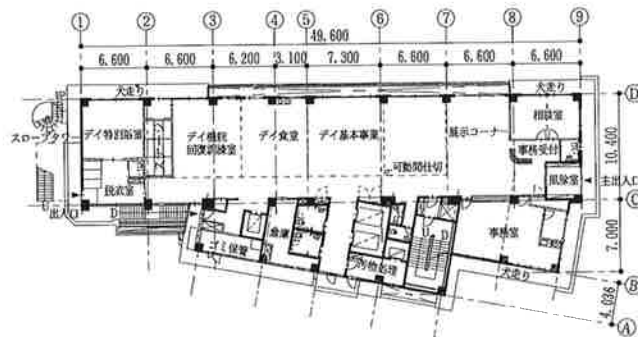 ① ② ③ ④ ⑤ ⑥ ⑦ ⑧ ⑨
49.600
6.600 6.600 6.200 3.100 7.300 6.600 6.600 6.600
犬走り 犬走り
Ⓓ
スロープタワー
デイ特別浴室
デイ機能
回復訓練室
デイ食堂
デイ基本事業
展示コーナー
相談室
事務受付
可動間仕切
脱衣室
風除室
主出入口
10.400
出入口
D
Ⓒ
U D
倉庫
事務室
ゴミ保管
汚物処理
7.000
犬走り
Ⓑ
4.036
Ⓐ